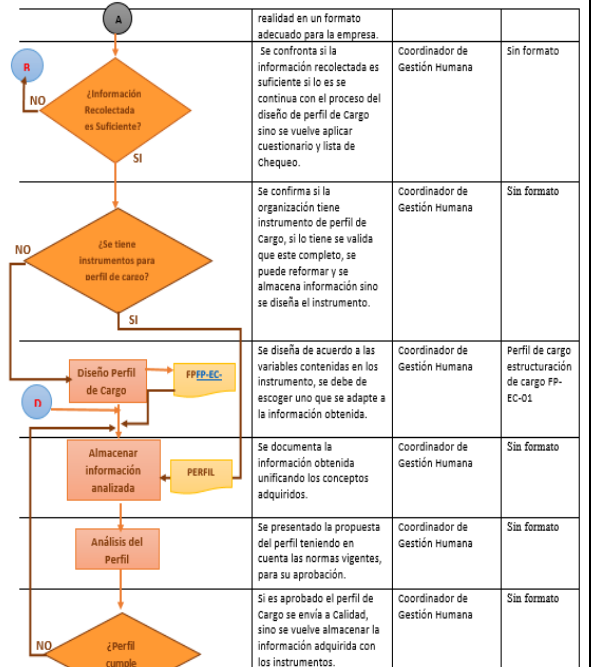 A
realidad en un formato
adecuado para la empresa.
NO
¿Información
Recolectada
es Suficiente?
SI
Se confronta si la
información recolectada es
suficiente si lo es se
continua con el proceso del
diseño de perfil de Cargo
sino se vuelve aplicar
cuestionario y lista de
Chequeo.
Coordinador de
Gestión Humana
Sin formato
NO
¿Se tiene
instrumentos para
perfil de cargo?
SI
Se confirma si la
organización tiene
instrumento de perfil de
Cargo, si lo tiene se valida
que este completo, se
puede reformar y se
almacena información sino
se diseña el instrumento.
Coordinador de
Gestión Humana
Sin formato
Diseño Perfil
de Cargo
FPFP-EC-
Se diseña de acuerdo a las
variables contenidas en los
instrumento, se debe de
escoger uno que se adapte a
la información obtenida.
Coordinador de
Gestión Humana
Perfil de cargo
estructuración
de cargo FP-
EC-01
Almacenar
información
analizada
PERFIL
Se documenta la
información obtenida
unificando los conceptos
adquiridos.
Coordinador de
Gestión Humana
Sin formato
Análisis del
Perfil
Se presentado la propuesta
del perfil teniendo en
cuenta las normas vigentes,
para su aprobación.
Coordinador de
Gestión Humana
Sin formato
NO
¿Perfil
cumple
Si es aprobado el perfil de
Cargo se envía a Calidad,
sino se vuelve almacenar la
información adquirida con
los instrumentos.
Coordinador de
Gestión Humana
Sin formato